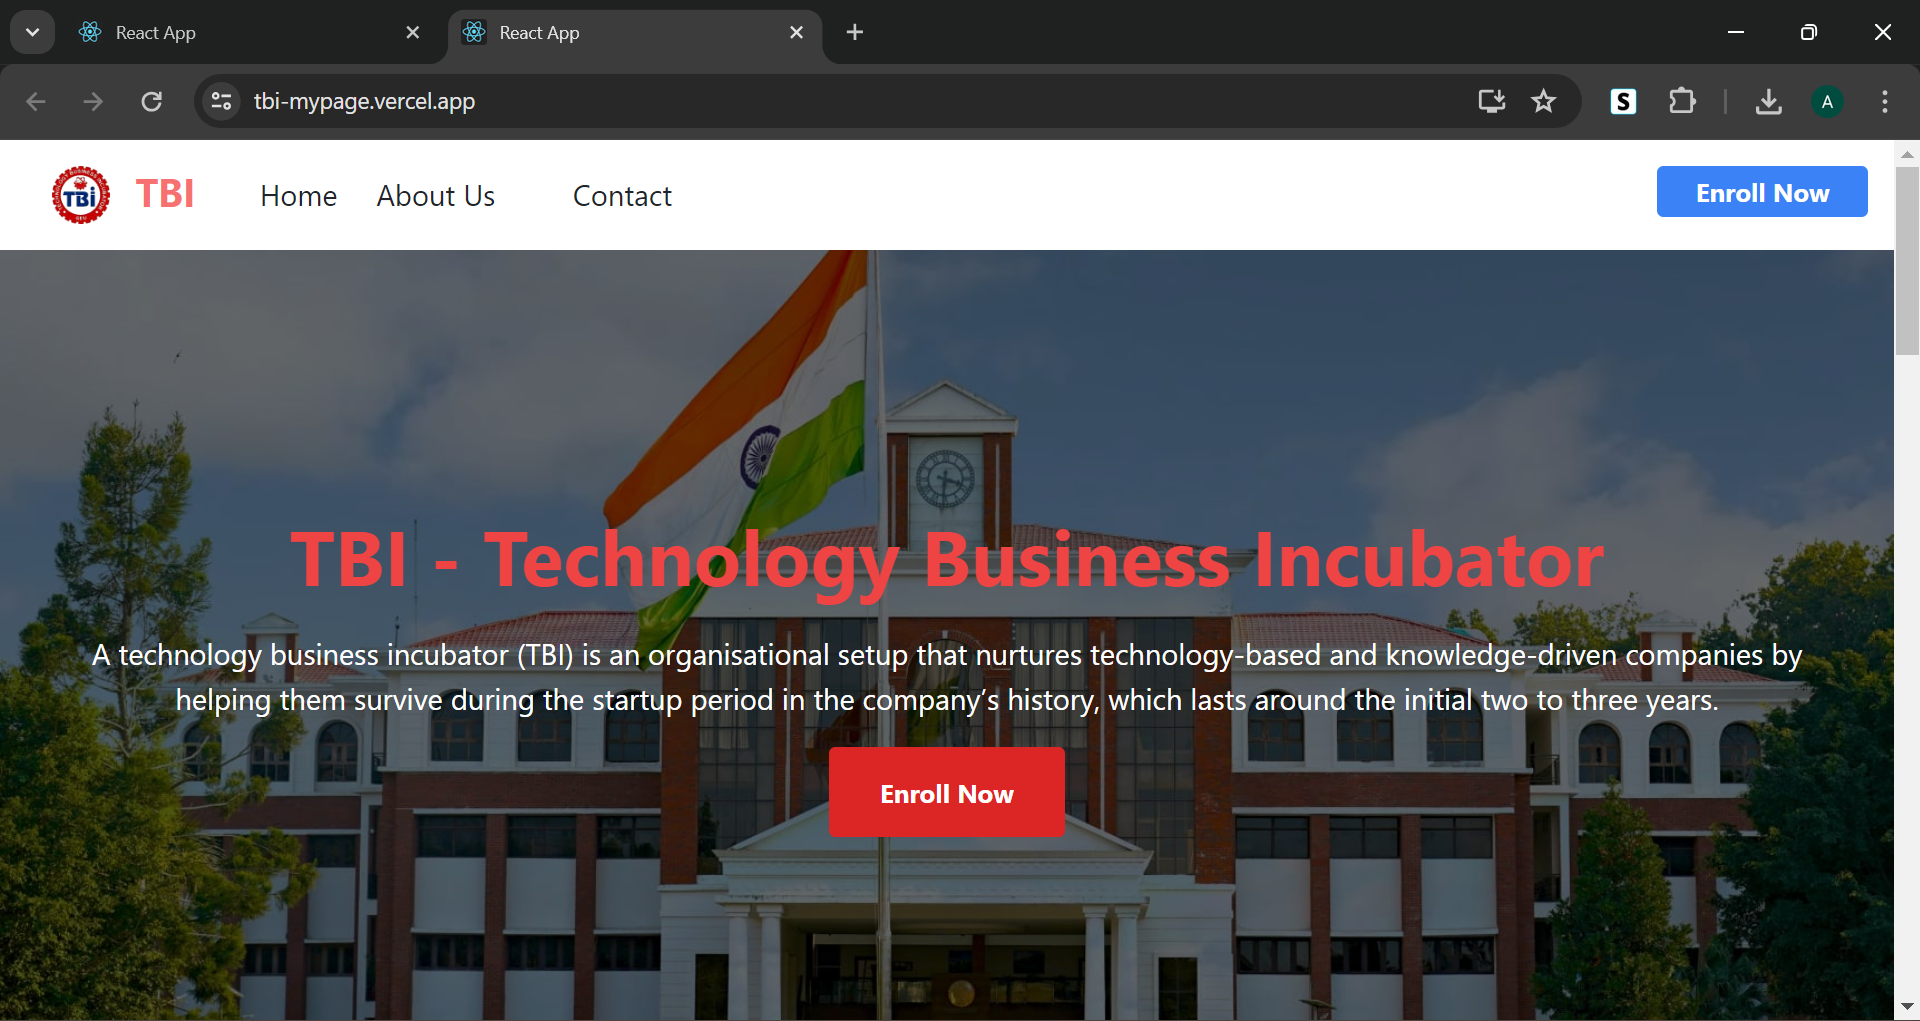 React App
React App
tbi-mypage.vercel.app
S
A
TBi
TBI
Home
About Us
Contact
Enroll Now
TBI - Technology Business Incubator
A technology business incubator (TBI) is an organisational setup that nurtures technology-based and knowledge-driven companies by
helping them survive during the startup period in the company’s history, which lasts around the initial two to three years.
Enroll Now